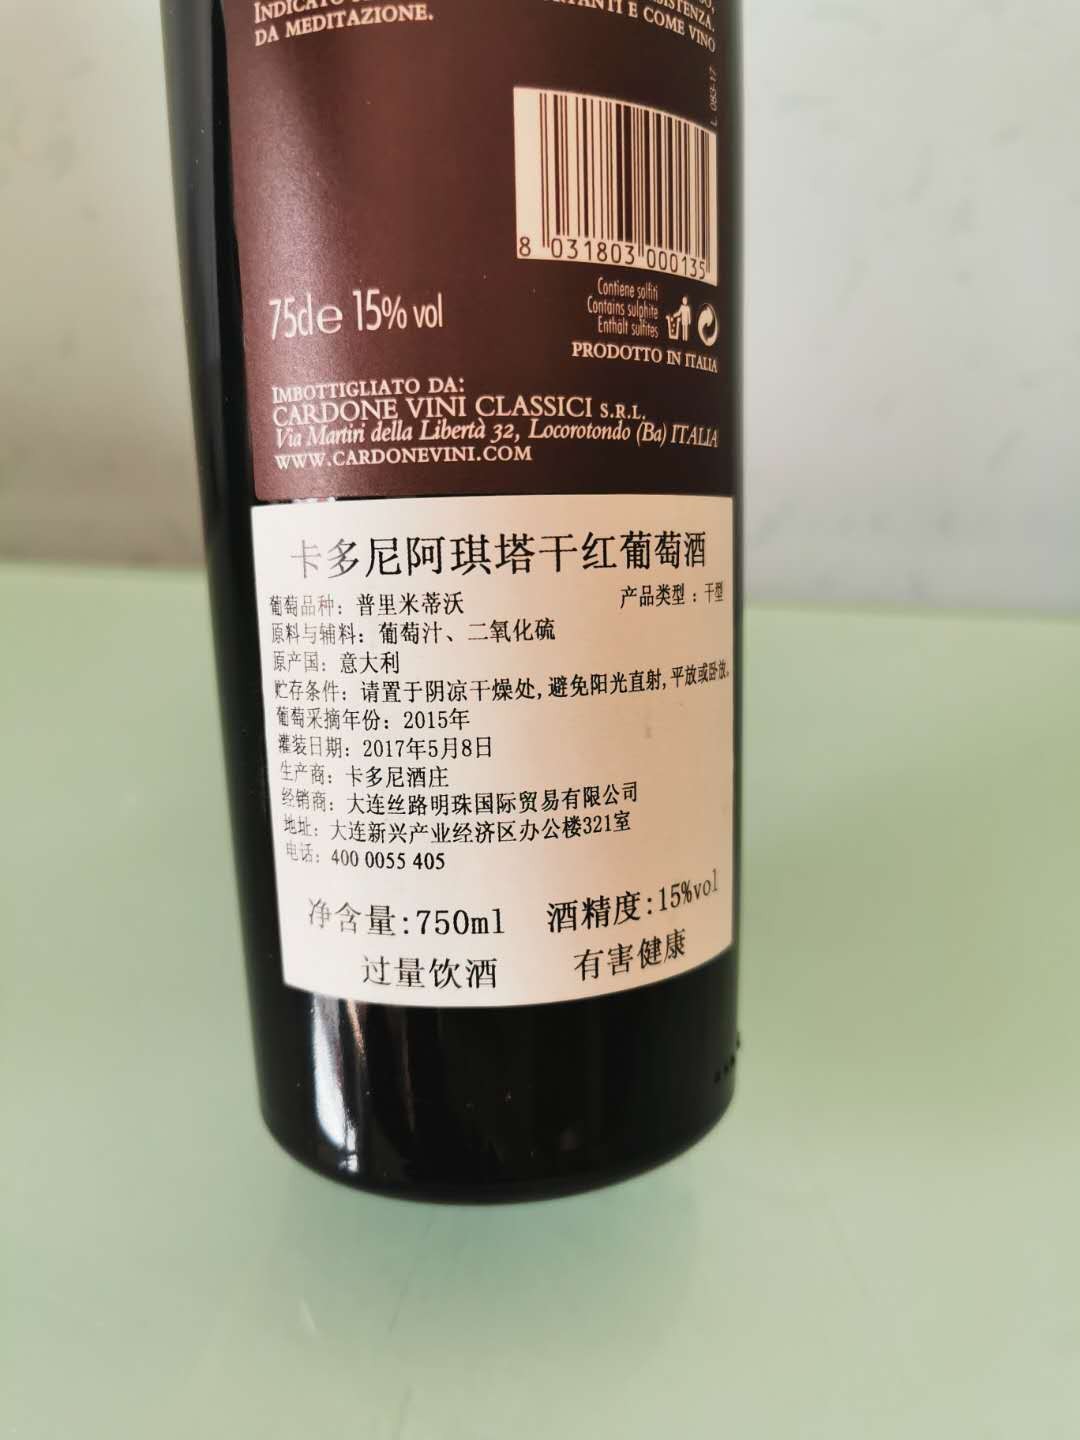 INDICATO
DA MEDITAZIONE.
E COME VINO
L 083-17
8 031803 000135
75cl e 15% vol
Contiene solfiti
Contains sulphite
Enthält sulfites
PRODOTTO IN ITALIA
IMBOTTIGLIATO DA:
CARDONE VINI CLASSICI S.R.L.
Via Martiri della Libertà 32, Locorotondo (Ba) ITALIA
WWW.CARDONEVINI.COM
卡多尼阿琪塔干红葡萄酒
葡萄品种：普里米蒂沃 产品类型：干型
原料与辅料：葡萄汁、二氧化硫
原产国：意大利
贮存条件：请置于阴凉干燥处,避免阳光直射,平放或卧放。
葡萄采摘年份：2015年
灌装日期：2017年5月8日
生产商：卡多尼酒庄
经销商：大连丝路明珠国际贸易有限公司
地址：大连新兴产业经济区办公楼321室
电话：400 0055 405
净含量:750ml 酒精度:15%vol
过量饮酒 有害健康